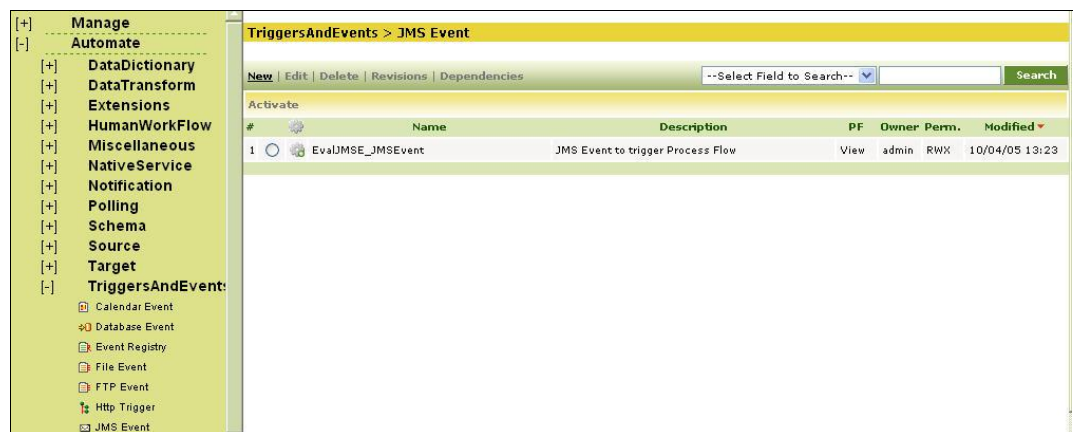 [+] Manage
[-] Automate
[+] DataDictionary
[+] DataTransform
[+] Extensions
[+] HumanWorkFlow
[+] Miscellaneous
[+] NativeService
[+] Notification
[+] Polling
[+] Schema
[+] Source
[+] Target
[-] TriggersAndEvents
Calendar Event
Database Event
Event Registry
File Event
FTP Event
Http Trigger
JMS Event
TriggersAndEvents > JMS Event
New | Edit | Delete | Revisions | Dependencies
--Select Field to Search-- Search
Activate
# Name Description PF Owner Perm. Modified
1 EvalJMSE_JMSEvent JMS Event to trigger Process Flow View admin RWX 10/04/05 13:23